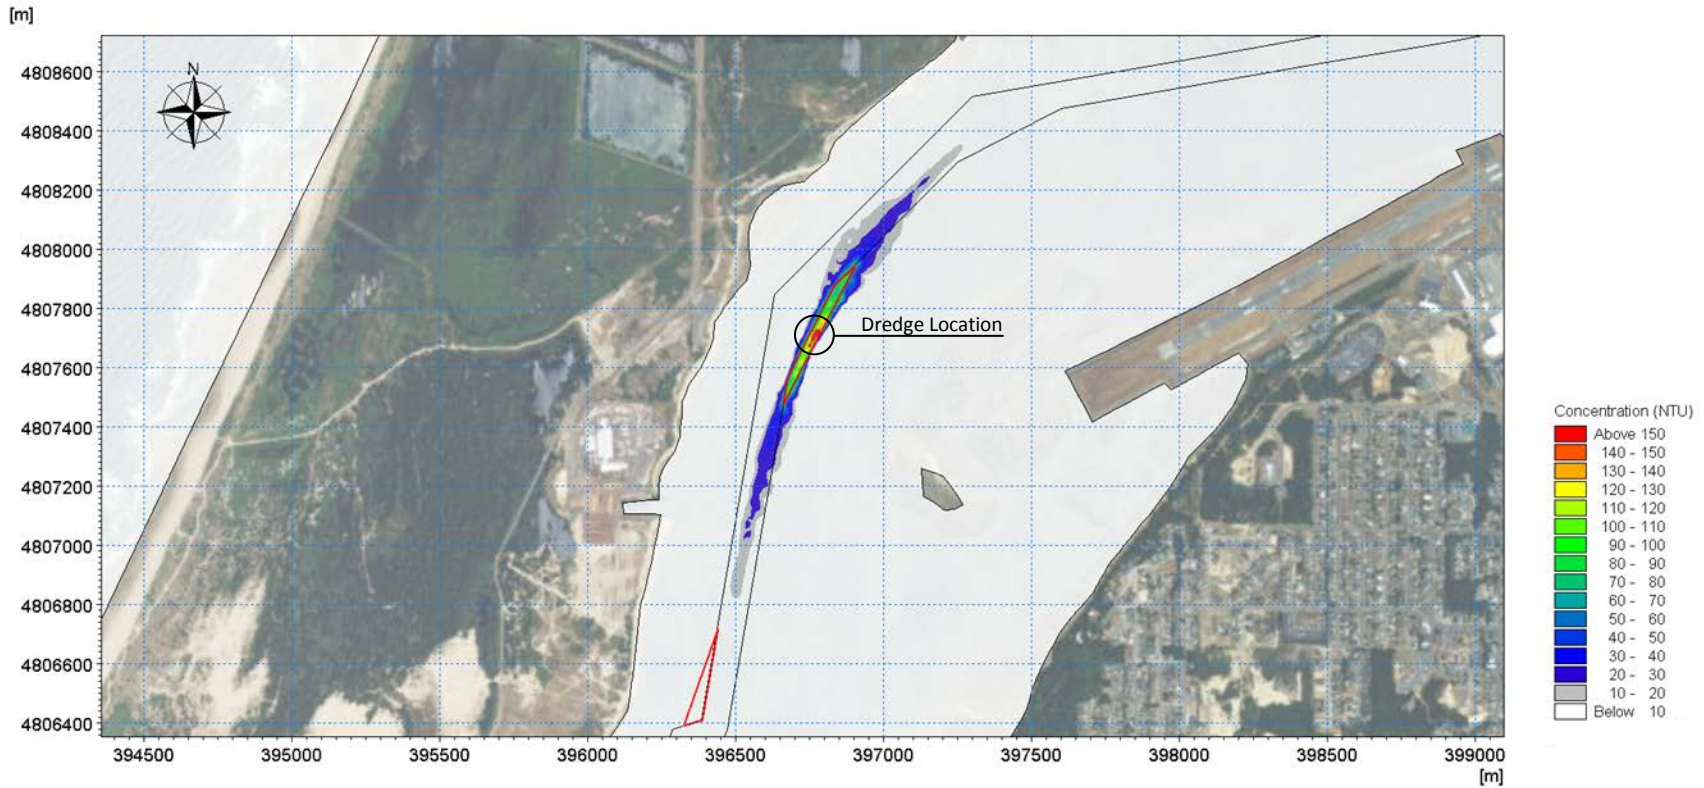 [m]
N
4808600
4808400
4808200
4808000
4807800
4807600
4807400
4807200
4807000
4806800
4806600
4806400
394500 395000 395500 396000 396500 397000 397500 398000 398500 399000
[m]
Dredge Location
Concentration (NTU)
Above 150
140 - 150
130 - 140
120 - 130
110 - 120
100 - 110
90 - 100
80 - 90
70 - 80
60 - 70
50 - 60
40 - 50
30 - 40
20 - 30
10 - 20
Below 10